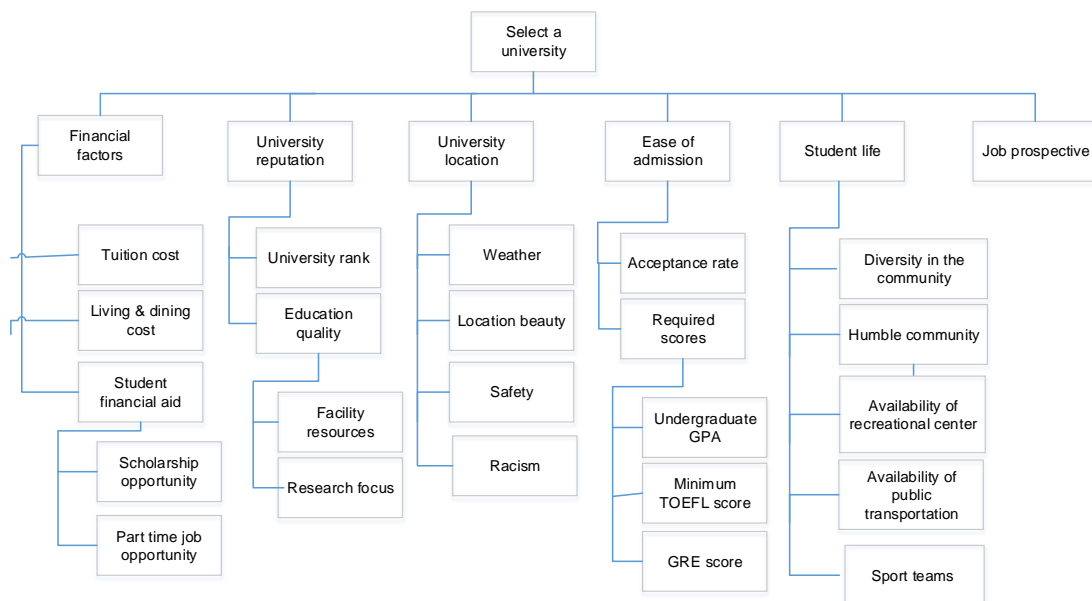 Select a
university
Financial
factors
University
reputation
University
location
Ease of
admission
Student life
Job prospective
Tuition cost
Living & dining
cost
Student
financial aid
Scholarship
opportunity
Part time job
opportunity
University rank
Education
quality
Facility
resources
Research focus
Weather
Location beauty
Safety
Racism
Acceptance rate
Required
scores
Undergraduate
GPA
Minimum
TOEFL score
GRE score
Diversity in the
community
Humble community
Availability of
recreational center
Availability of
public
transportation
Sport teams